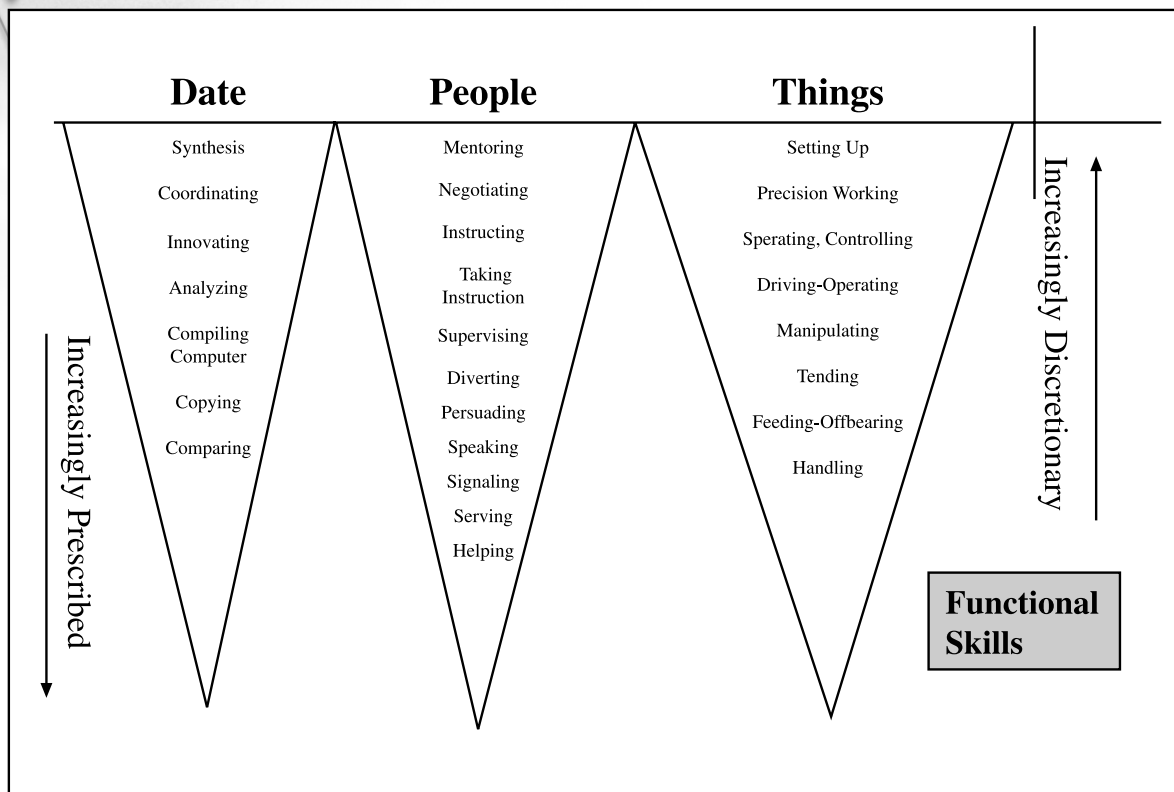 Date
People
Things
Synthesis
Coordinating
Innovating
Analyzing
Compiling
Computer
Copying
Comparing
Mentoring
Negotiating
Instructing
Taking
Instruction
Supervising
Diverting
Persuading
Speaking
Signaling
Serving
Helping
Setting Up
Precision Working
Sperating, Controlling
Driving-Operating
Manipulating
Tending
Feeding-Offbearing
Handling
Increasingly Prescribed
Increasingly Discretionary
Functional
Skills